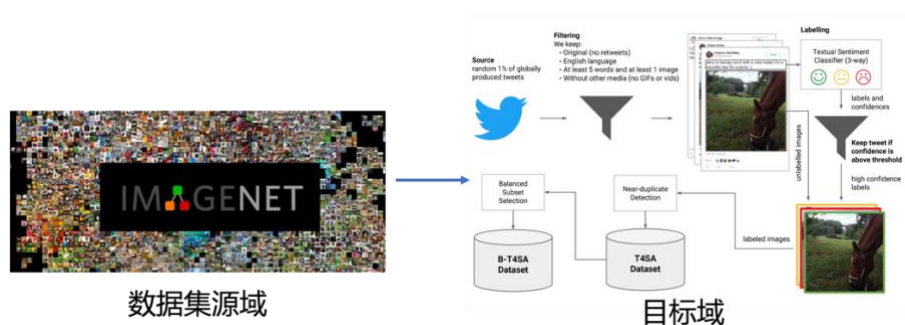 IMAGENET
数据集源域
Source
random 1% of globally
produced tweets
Filtering
We keep:
• Original (no retweets)
• English language
• At least 5 words and at least 1 image
• Without other media (no GIFs or vids)
Labelling
Textual Sentiment
Classifier (3-way)
labels and
confidences
Keep tweet if
confidence is
above threshold
high confidence
labels
unlabelled images
labeled images
Near-duplicate
Detection
Balanced
Subset
Selection
T4SA
Dataset
B-T4SA
Dataset
目标域